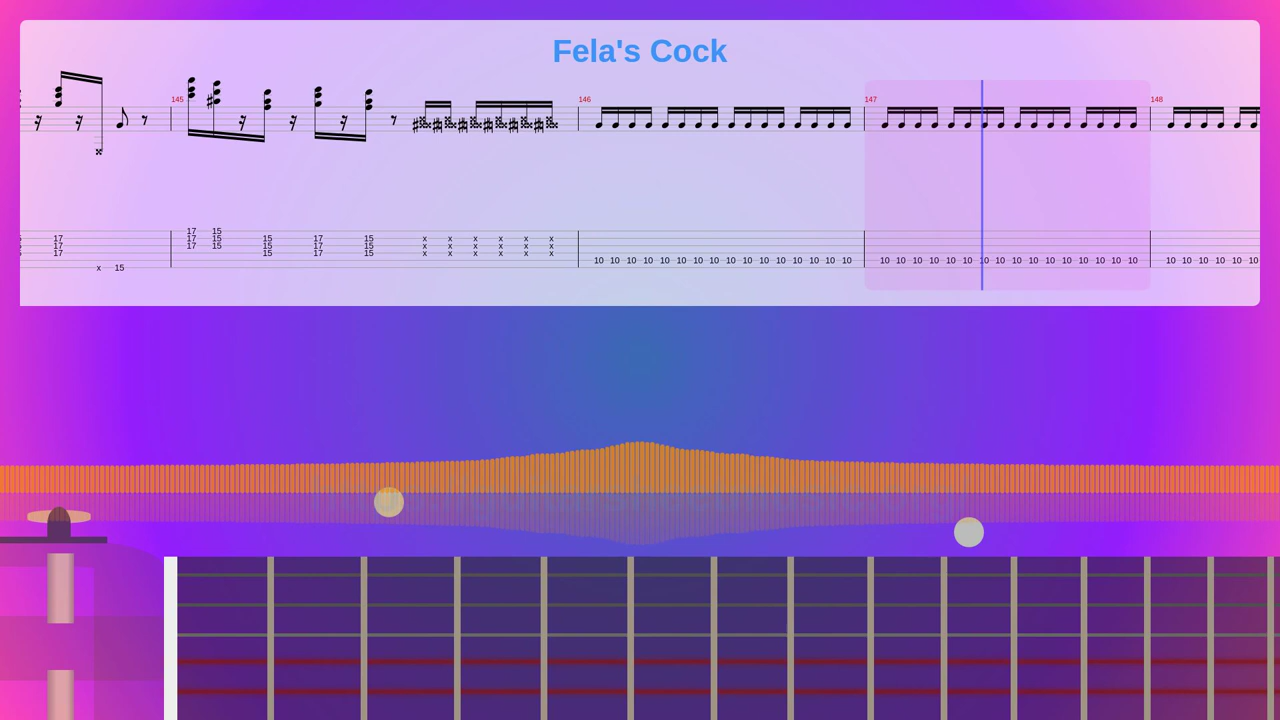 Fela's Cock
145 146 147 148
17 15
17 17 15 15 17 15 x x x x x x
17 17 15 15 17 15 x x x x x x
17 15 17 15 x x x x x x
10 10 10 10 10 10 10 10 10 10 10 10 10 10 10 10 10 10 10 10 10 10 10 10 10 10 10 10 10 10 10 10 10 10 10 10 10 10
x 15